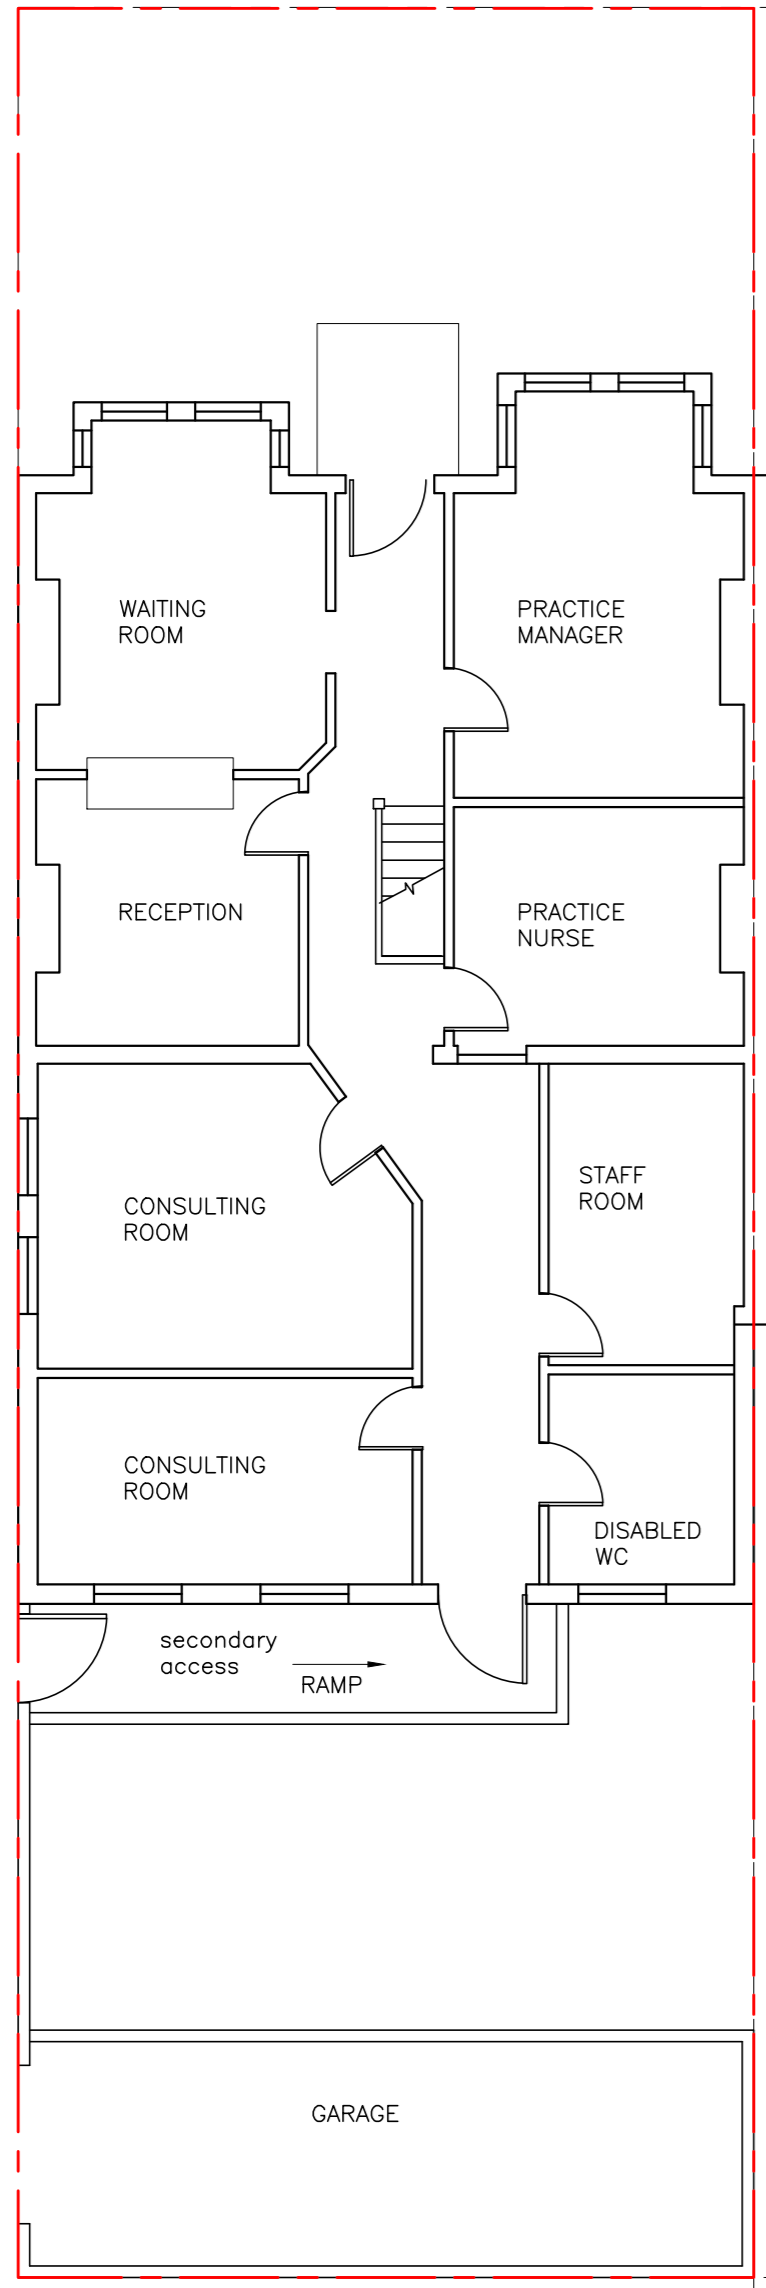 WAITING
ROOM
PRACTICE
MANAGER
RECEPTION
PRACTICE
NURSE
STAFF
ROOM
CONSULTING
ROOM
CONSULTING
ROOM
DISABLED
WC
secondary
access
RAMP
GARAGE